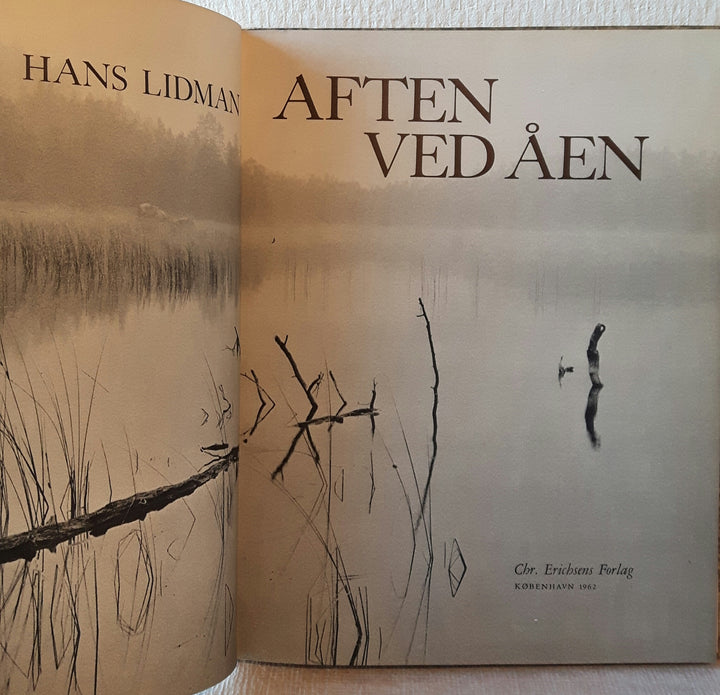 HANS LIDMAN
AFTEN
VED ÅEN
Chr. Erichsens Forlag
KØBENHAVN 1962